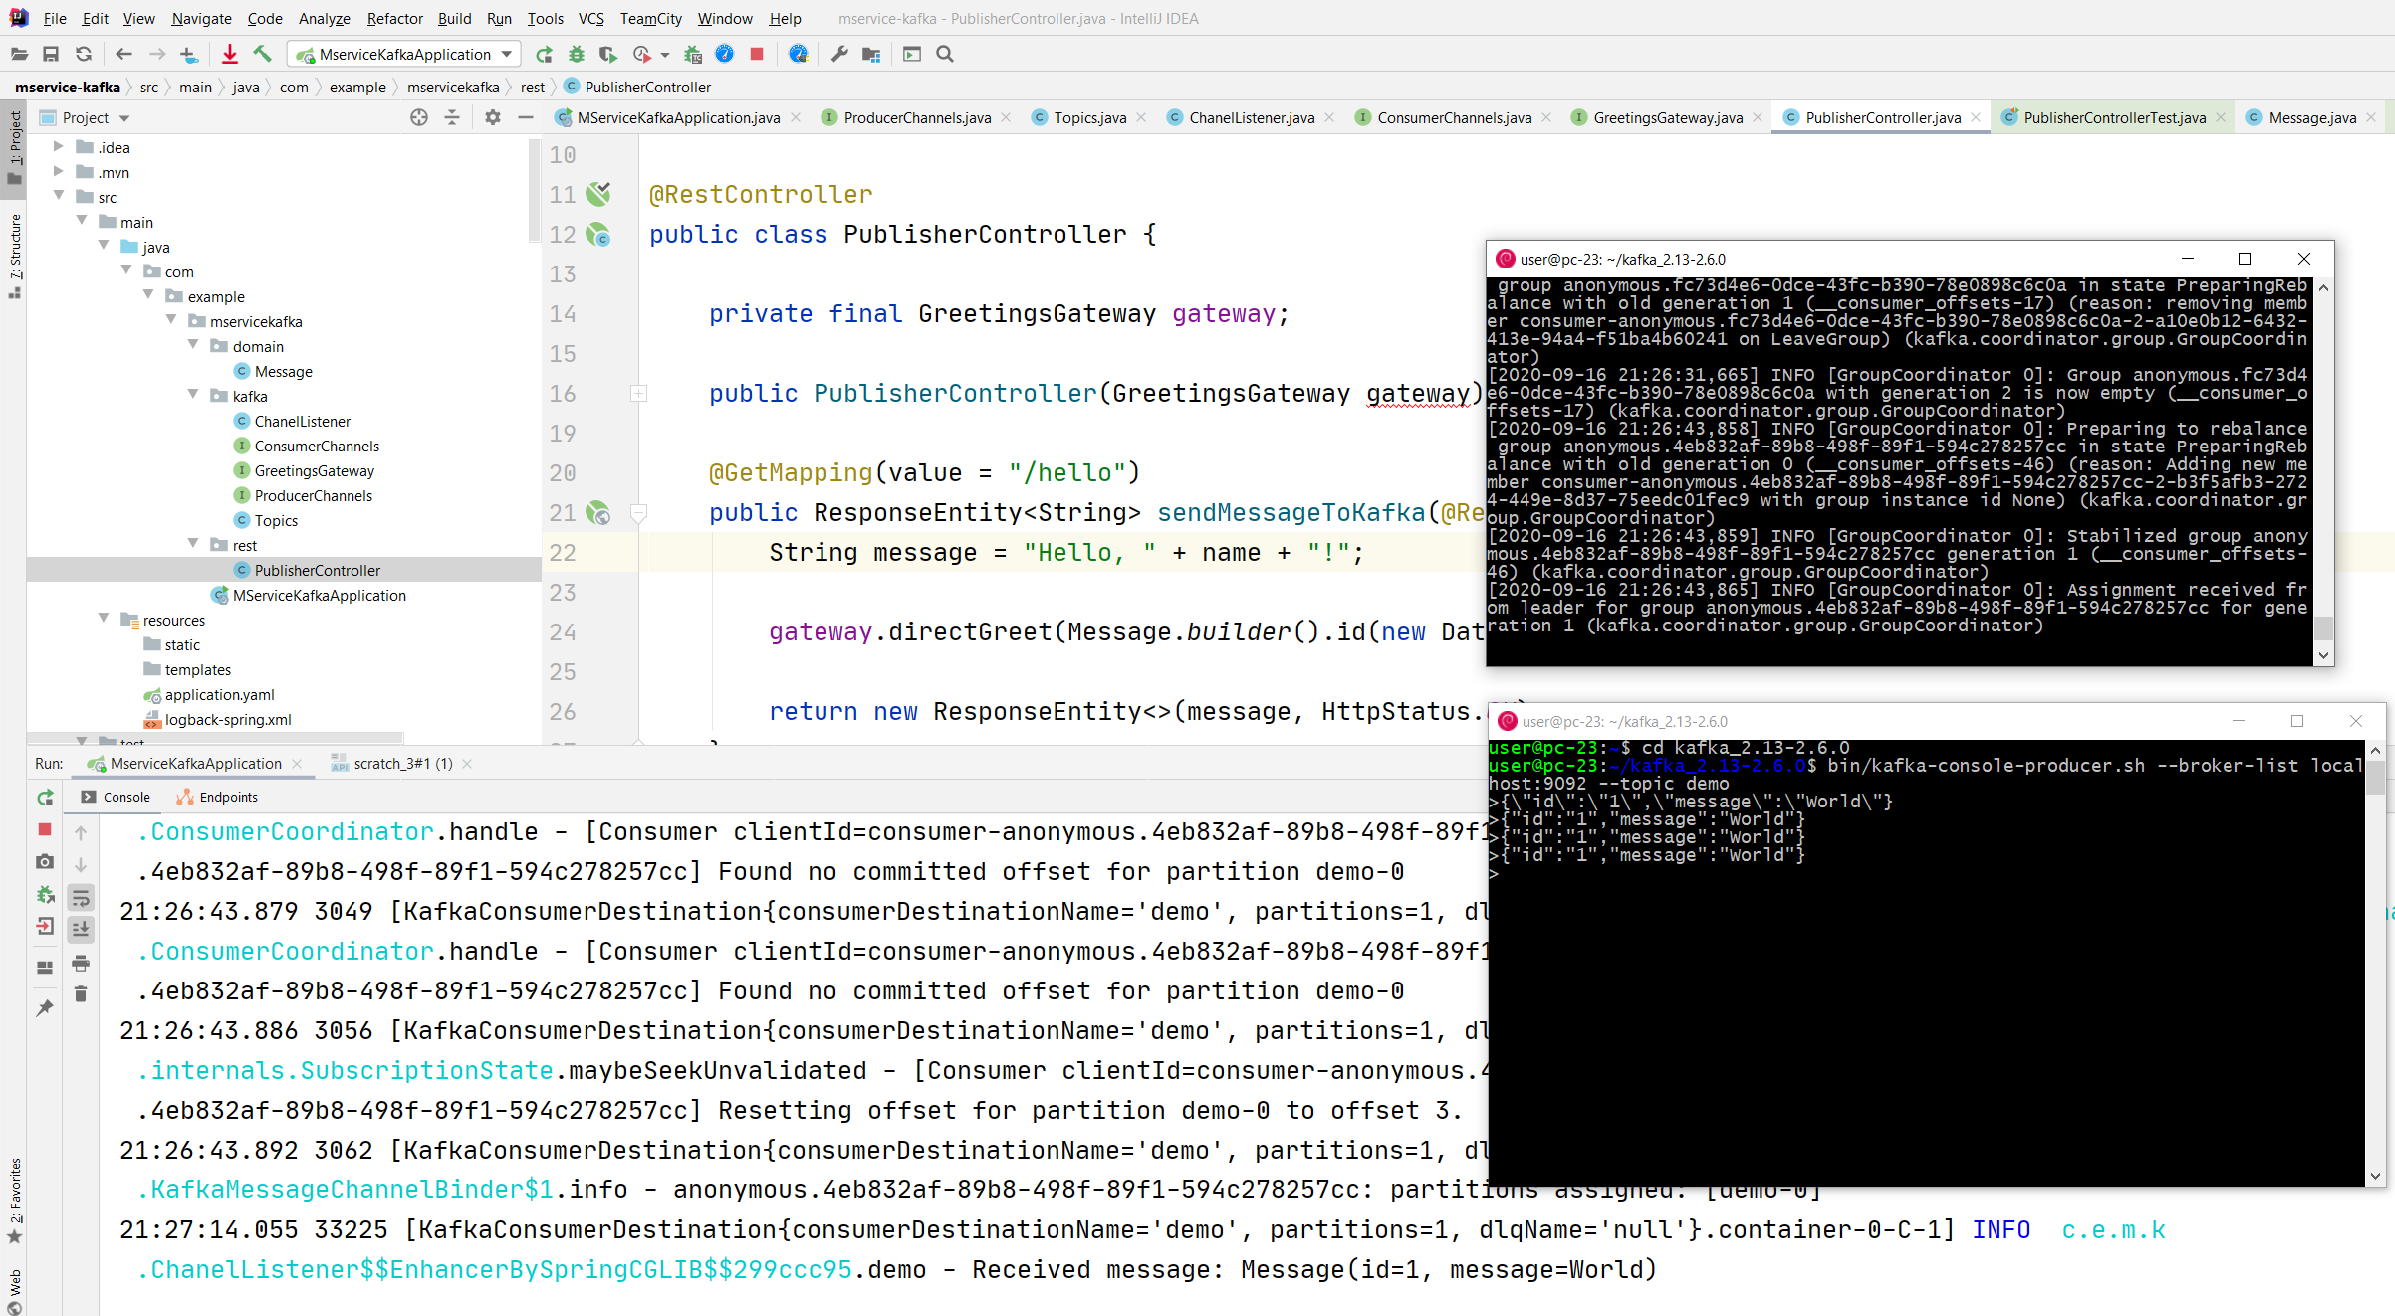 File Edit View Navigate Code Analyze Refactor Build Run Tools VCS TeamCity Window Help mservice-kafka - PublisherController.java - IntelliJ IDEA
MserviceKafkaApplication
mservice-kafka src main java com example mservicekafka rest PublisherController
1: Project
7: Structure
2: Favorites
Web
Project
MServiceKafkaApplication.java ProducerChannels.java Topics.java ChanelListener.java ConsumerChannels.java GreetingsGateway.java PublisherController.java PublisherControllerTest.java Message.java
.idea
.mvn
src
main
java
com
example
mservicekafka
domain
Message
kafka
ChanelListener
ConsumerChannels
GreetingsGateway
ProducerChannels
Topics
rest
PublisherController
MServiceKafkaApplication
resources
static
templates
application.yaml
logback-spring.xml
test
10
11 @RestController
12 public class PublisherController {
13
14 private final GreetingsGateway gateway;
15
16 public PublisherController(GreetingsGateway gateway)
19
20 @GetMapping(value = "/hello")
21 public ResponseEntity<String> sendMessageToKafka(@Re
22 String message = "Hello, " + name + "!";
23
24 gateway.directGreet(Message.builder().id(new Dat
25
26 return new ResponseEntity<>(message, HttpStatus.
user@pc-23: ~/kafka_2.13-2.6.0
group anonymous.fc73d4e6-0dce-43fc-b390-78e0898c6c0a in state PreparingReb
alance with old generation 1 (__consumer_offsets-17) (reason: removing memb
er consumer-anonymous.fc73d4e6-0dce-43fc-b390-78e0898c6c0a-2-a10e0b12-6432-
413e-94a4-f51ba4b60241 on LeaveGroup) (kafka.coordinator.group.GroupCoordin
ator)
[2020-09-16 21:26:31,665] INFO [GroupCoordinator 0]: Group anonymous.fc73d4
e6-0dce-43fc-b390-78e0898c6c0a with generation 2 is now empty (__consumer_o
ffsets-17) (kafka.coordinator.group.GroupCoordinator)
[2020-09-16 21:26:43,858] INFO [GroupCoordinator 0]: Preparing to rebalance
group anonymous.4eb832af-89b8-498f-89f1-594c278257cc in state PreparingReb
alance with old generation 0 (__consumer_offsets-46) (reason: Adding new me
mber consumer-anonymous.4eb832af-89b8-498f-89f1-594c278257cc-2-b3f5afb3-272
4-449e-8d37-75eedc01fec9 with group instance id None) (kafka.coordinator.gr
oup.GroupCoordinator)
[2020-09-16 21:26:43,859] INFO [GroupCoordinator 0]: Stabilized group anony
mous.4eb832af-89b8-498f-89f1-594c278257cc generation 1 (__consumer_offsets-
46) (kafka.coordinator.group.GroupCoordinator)
[2020-09-16 21:26:43,865] INFO [GroupCoordinator 0]: Assignment received fr
om leader for group anonymous.4eb832af-89b8-498f-89f1-594c278257cc for gene
ration 1 (kafka.coordinator.group.GroupCoordinator)
user@pc-23: ~/kafka_2.13-2.6.0
user@pc-23:~$ cd kafka_2.13-2.6.0
user@pc-23:~/kafka_2.13-2.6.0$ bin/kafka-console-producer.sh --broker-list local
host:9092 --topic demo
>{\"id\":\"1\",\"message\":\"World\"}
>{"id":"1","message":"World"}
>{"id":"1","message":"World"}
>{"id":"1","message":"World"}
>
Run: MserviceKafkaApplication scratch_3#1 (1)
Console Endpoints
.ConsumerCoordinator.handle - [Consumer clientId=consumer-anonymous.4eb832af-89b8-498f-89f1
.4eb832af-89b8-498f-89f1-594c278257cc] Found no committed offset for partition demo-0
21:26:43.879 3049 [KafkaConsumerDestination{consumerDestinationName='demo', partitions=1, dl
.ConsumerCoordinator.handle - [Consumer clientId=consumer-anonymous.4eb832af-89b8-498f-89f1
.4eb832af-89b8-498f-89f1-594c278257cc] Found no committed offset for partition demo-0
21:26:43.886 3056 [KafkaConsumerDestination{consumerDestinationName='demo', partitions=1, dl
.internals.SubscriptionState.maybeSeekUnvalidated - [Consumer clientId=consumer-anonymous.4
.4eb832af-89b8-498f-89f1-594c278257cc] Resetting offset for partition demo-0 to offset 3.
21:26:43.892 3062 [KafkaConsumerDestination{consumerDestinationName='demo', partitions=1, dl
.KafkaMessageChannelBinder$1.info - anonymous.4eb832af-89b8-498f-89f1-594c278257cc: partitions assigned: [demo-0]
21:27:14.055 33225 [KafkaConsumerDestination{consumerDestinationName='demo', partitions=1, dlqName='null'}.container-0-C-1] INFO c.e.m.k
.ChanelListener$$EnhancerBySpringCGLIB$$299ccc95.demo - Received message: Message(id=1, message=World)